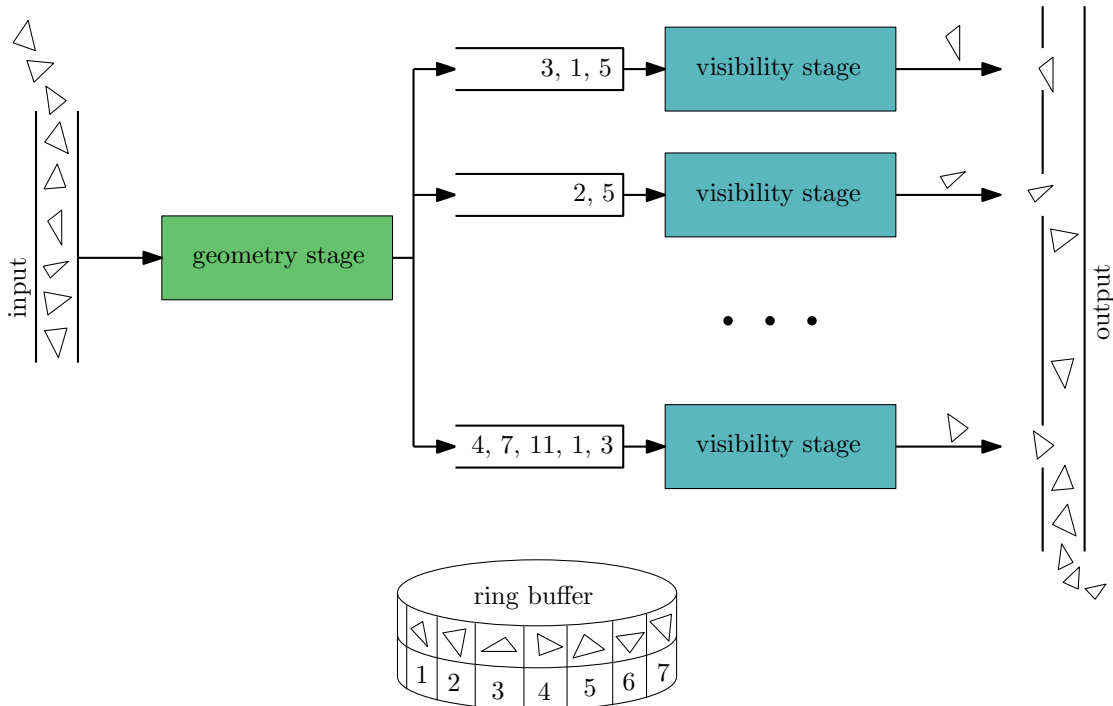 3, 1, 5
visibility stage
2, 5
visibility stage
geometry stage
input
output
4, 7, 11, 1, 3
visibility stage
ring buffer
1 2 3 4 5 6 7